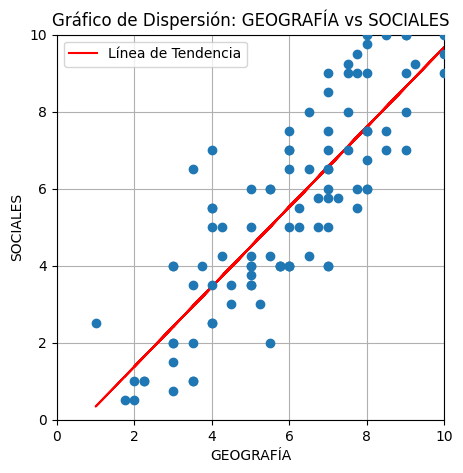 Gráfico de Dispersión: GEOGRAFÍA vs SOCIALES
Línea de Tendencia
10
8
6
4
2
0
SOCIALES
0 2 4 6 8 10
GEOGRAFÍA